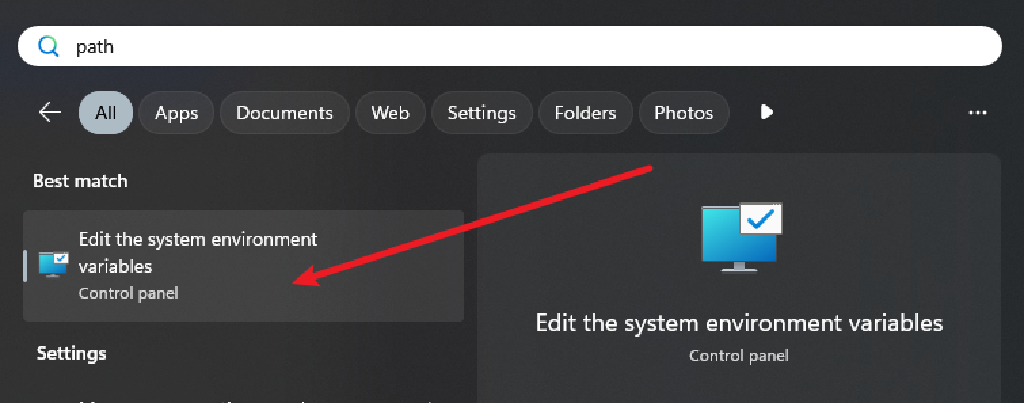 path
All Apps Documents Web Settings Folders Photos
Best match
Edit the system environment
variables
Control panel
Settings
Edit the system environment variables
Control panel